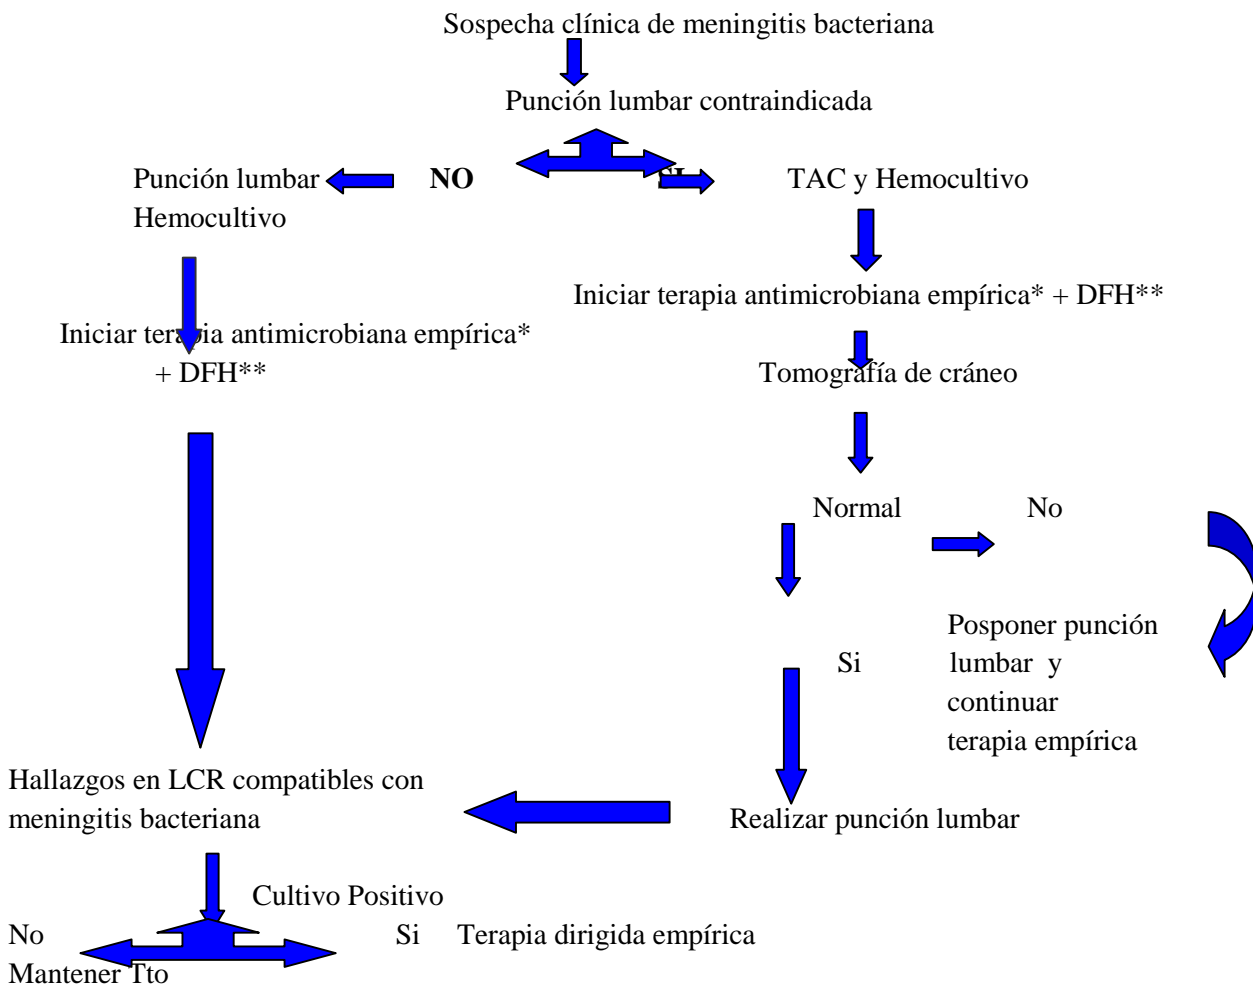 Sospecha clínica de meningitis bacteriana
Punción lumbar contraindicada
NO
SI
Punción lumbar
Hemocultivo
TAC y Hemocultivo
Iniciar terapia antimicrobiana empírica* + DFH**
Iniciar terapia antimicrobiana empírica*
+ DFH**
Tomografía de cráneo
Normal
No
Posponer punción
lumbar y
continuar
terapia empírica
Si
Realizar punción lumbar
Hallazgos en LCR compatibles con
meningitis bacteriana
Cultivo Positivo
No
Si
Terapia dirigida empírica
Mantener Tto